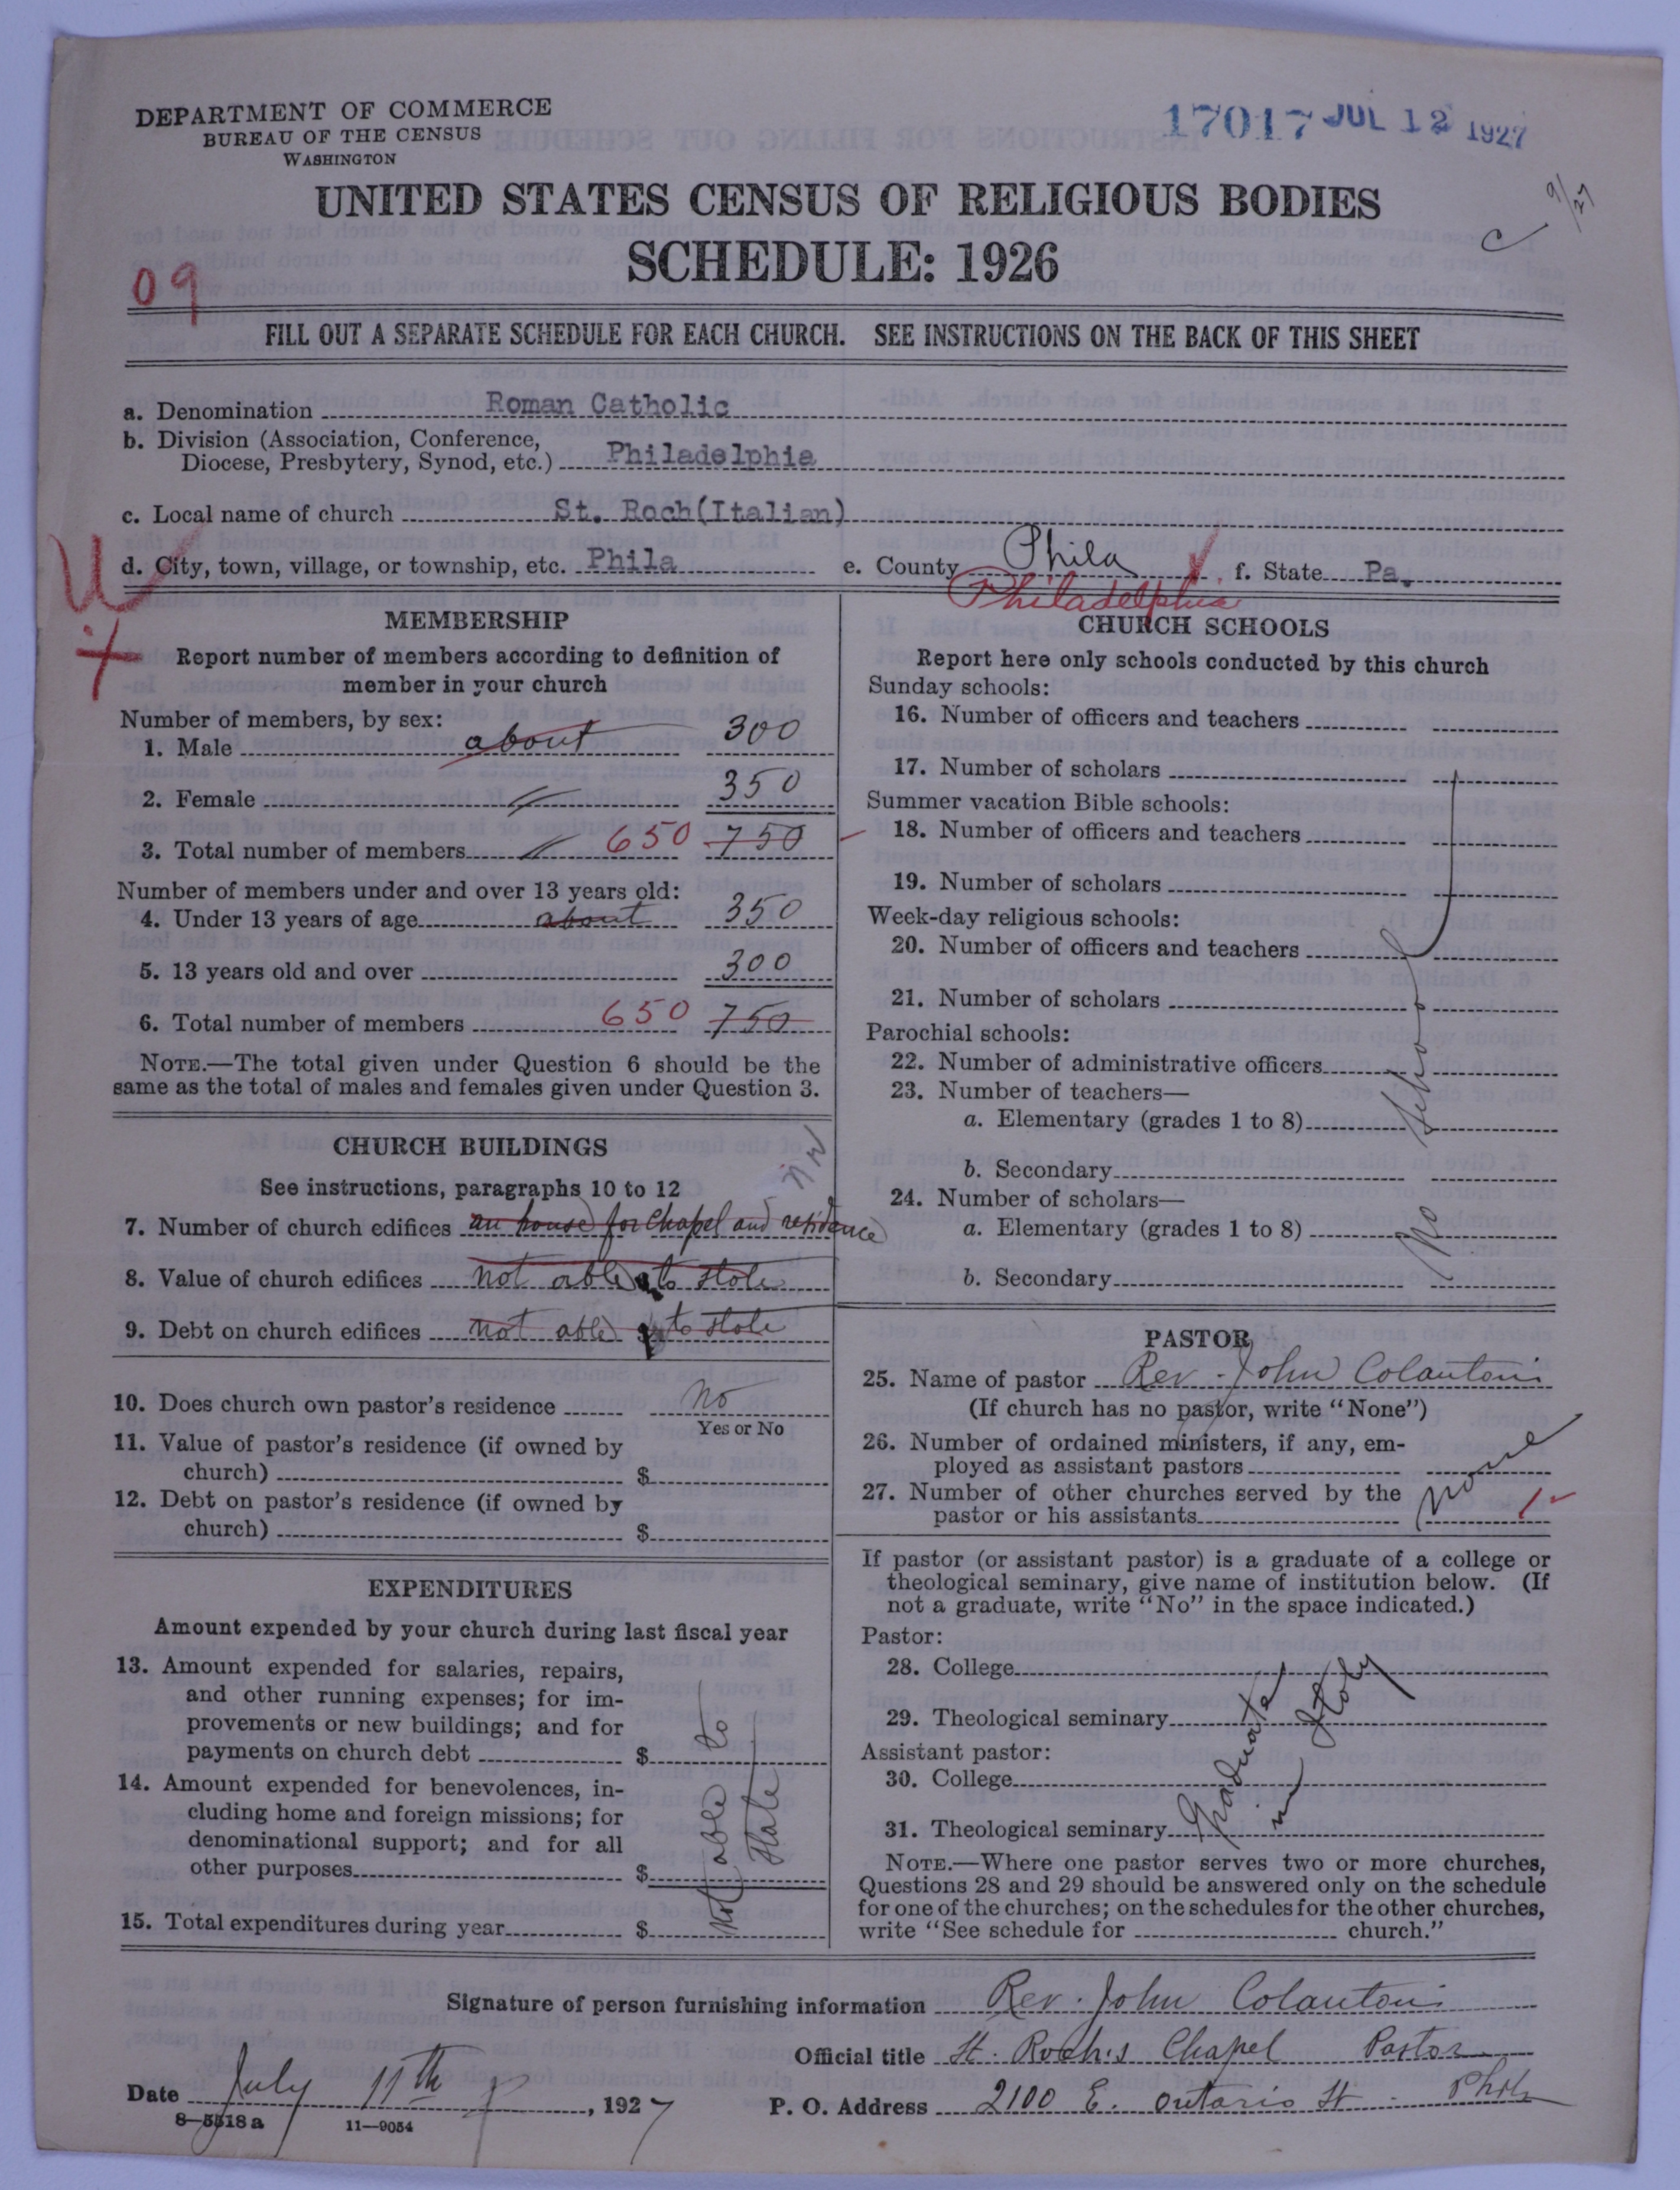 DEPARTMENT OF COMMERCE
BUREAU OF THE CENSUS
WASHINGTON
17017 JUL 12 1927
UNITED STATES CENSUS OF RELIGIOUS BODIES
9/27
C
SCHEDULE: 1926
09
FILL OUT A SEPARATE SCHEDULE FOR EACH CHURCH. SEE INSTRUCTIONS ON THE BACK OF THIS SHEET
a. Denomination Roman Catholic
b. Division (Association, Conference,
Diocese, Presbytery, Synod, etc.) Philadelphia
c. Local name of church St. Roch(Italian)
d. City, town, village, or township, etc. Phila e. County Phila f. State Pa.
Philadelphia
U
MEMBERSHIP
Report number of members according to definition of
member in your church
Number of members, by sex:
1. Male about 300
2. Female 〃 350
3. Total number of members 〃 650 750
Number of members under and over 13 years old:
4. Under 13 years of age about 350
5. 13 years old and over 300
6. Total number of members 650 750
NOTE.—The total given under Question 6 should be the
same as the total of males and females given under Question 3.
CHURCH BUILDINGS
See instructions, paragraphs 10 to 12
7. Number of church edifices an house for Chapel and residence
8. Value of church edifices not able $ to state
9. Debt on church edifices not able $ to state
10. Does church own pastor's residence No
Yes or No
11. Value of pastor's residence (if owned by
church) $
12. Debt on pastor's residence (if owned by
church) $
EXPENDITURES
Amount expended by your church during last fiscal year
13. Amount expended for salaries, repairs,
and other running expenses; for im-
provements or new buildings; and for
payments on church debt $
14. Amount expended for benevolences, in-
cluding home and foreign missions; for
denominational support; and for all
other purposes $
15. Total expenditures during year $
Not able to
state
CHURCH SCHOOLS
Report here only schools conducted by this church
Sunday schools:
16. Number of officers and teachers
17. Number of scholars
Summer vacation Bible schools:
18. Number of officers and teachers
19. Number of scholars
Week-day religious schools:
20. Number of officers and teachers
21. Number of scholars
Parochial schools:
22. Number of administrative officers
23. Number of teachers—
a. Elementary (grades 1 to 8)
b. Secondary
24. Number of scholars—
a. Elementary (grades 1 to 8)
b. Secondary
No school
PASTOR
25. Name of pastor Rev. John Colantoni
(If church has no pastor, write "None")
26. Number of ordained ministers, if any, em-
ployed as assistant pastors
27. Number of other churches served by the
pastor or his assistants
none
1
If pastor (or assistant pastor) is a graduate of a college or
theological seminary, give name of institution below. (If
not a graduate, write "No" in the space indicated.)
Pastor:
28. College
29. Theological seminary
Assistant pastor:
30. College
31. Theological seminary
Graduate
in Italy
NOTE.—Where one pastor serves two or more churches,
Questions 28 and 29 should be answered only on the schedule
for one of the churches; on the schedules for the other churches,
write "See schedule for church."
Signature of person furnishing information Rev. John Colantoni
Official title St. Roch's Chapel Pastor
Date July 11th, 1927 P. O. Address 2100 E. Ontario St. Phila
8—5518 a 11—9054